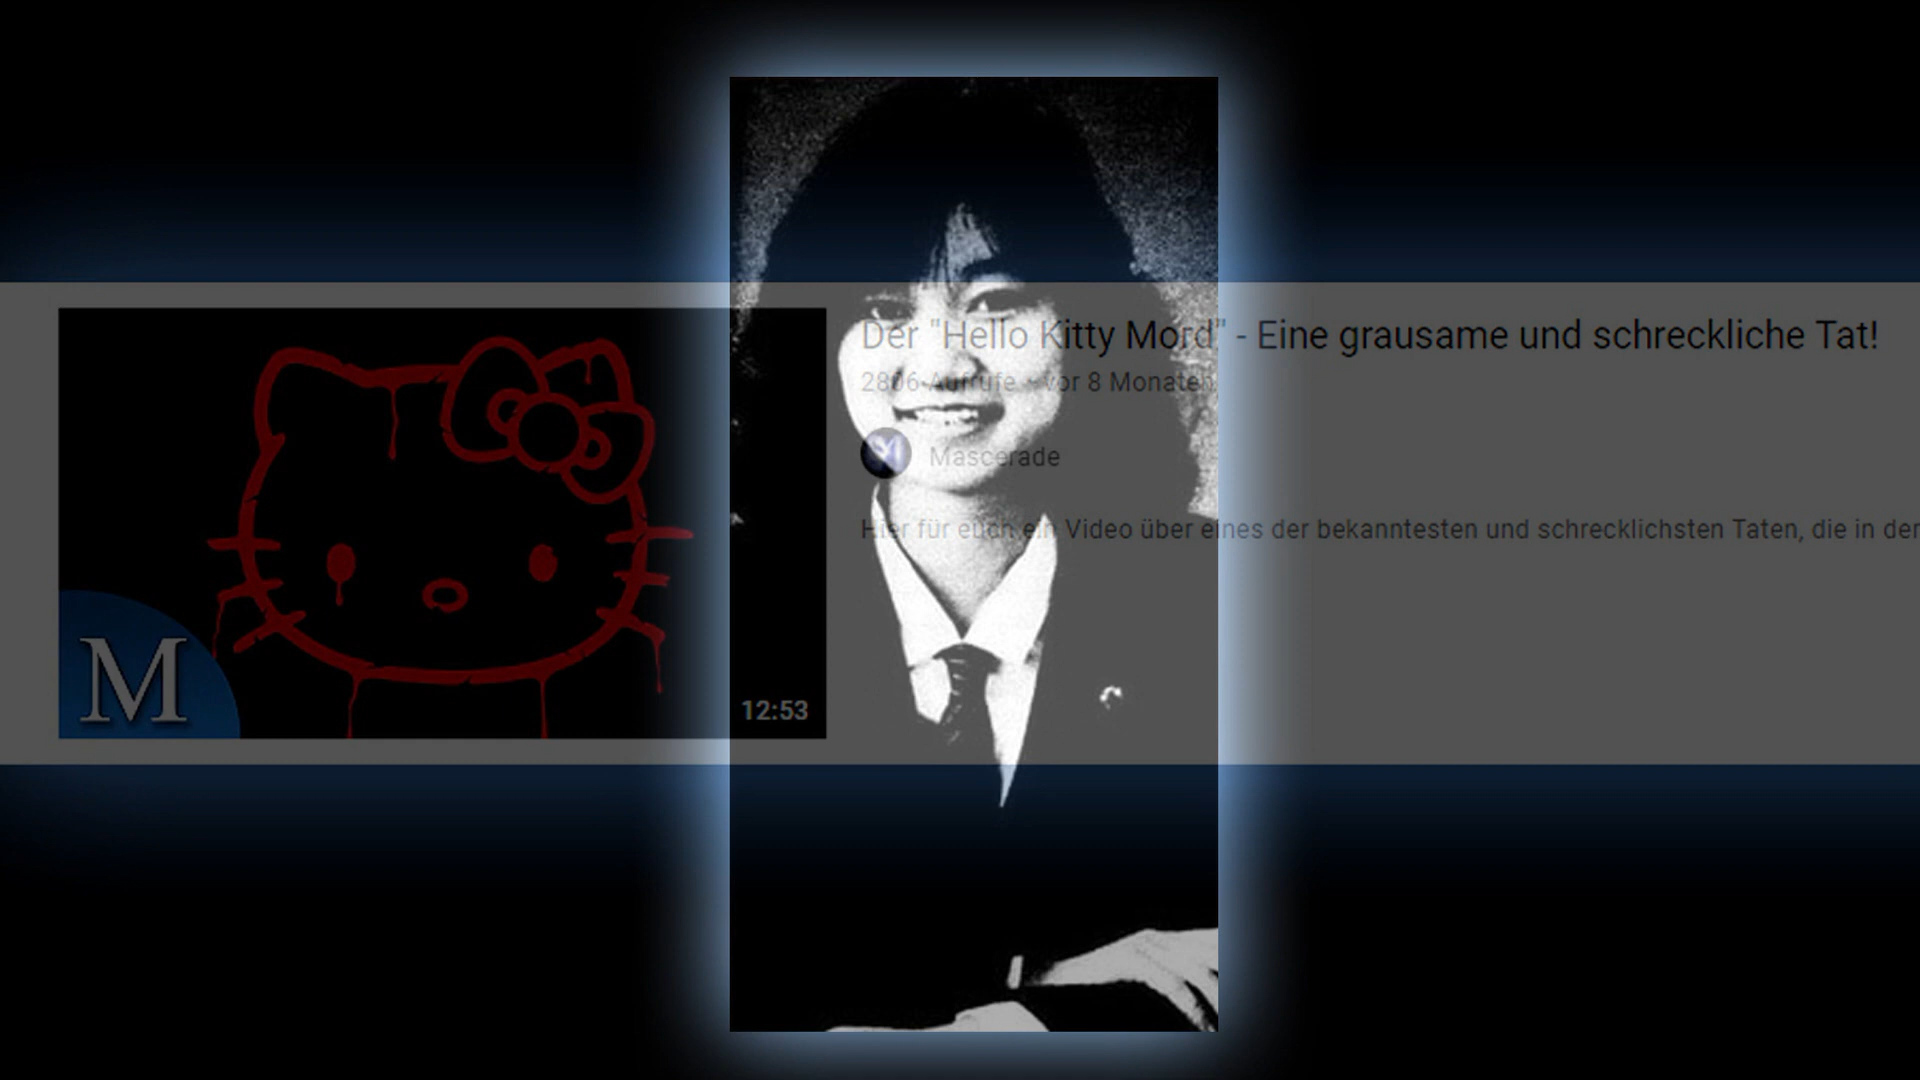 Der "Hello Kitty Mord" - Eine grausame und schreckliche Tat!
2806 Aufrufe • vor 8 Monaten
Mascerade
Hier für euch ein Video über eines der bekanntesten und schrecklichsten Taten, die in der
M
12:53